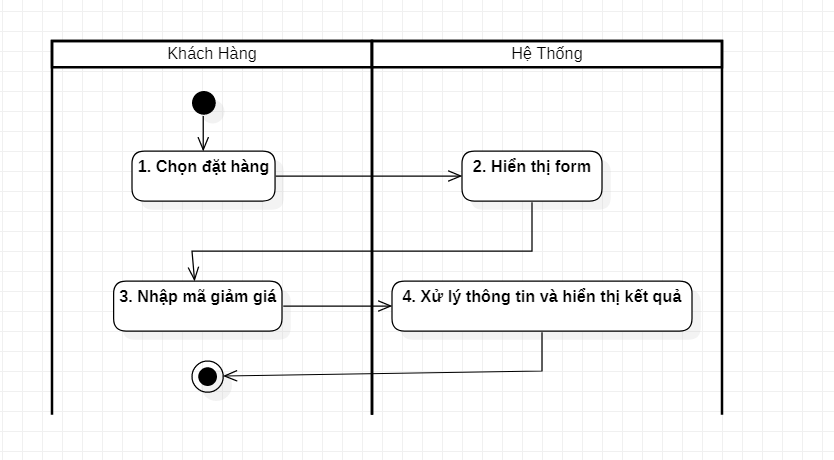 Khách Hàng
Hệ Thống
1. Chọn đặt hàng
2. Hiển thị form
3. Nhập mã giảm giá
4. Xử lý thông tin và hiển thị kết quả